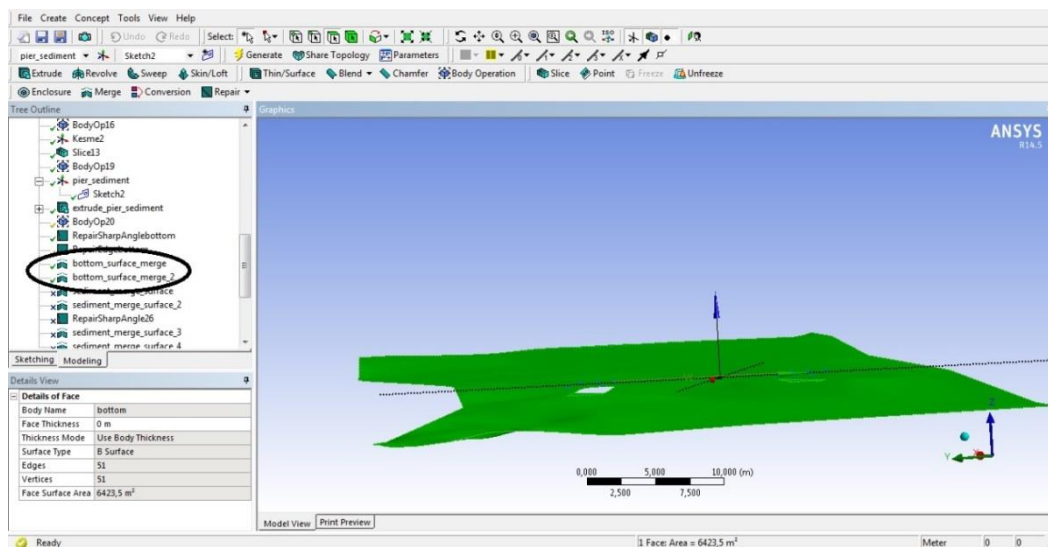 File Create Concept Tools View Help
Undo Redo Select:
pier_sediment Sketch2 Generate Share Topology Parameters
Extrude Revolve Sweep Skin/Loft Thin/Surface Blend Chamfer Body Operation Slice Point Freeze Unfreeze
Enclosure Merge Conversion Repair
Tree Outline
BodyOp16
Kesme2
Slice13
BodyOp19
pier_sediment
Sketch2
extrude_pier_sediment
BodyOp20
RepairSharpAnglebottom
RepairEdgebottom
bottom_surface_merge
bottom_surface_merge_2
sediment_merge_surface
sediment_merge_surface_2
RepairSharpAngle26
sediment_merge_surface_3
sediment_merge_surface_4
Sketching Modeling
Details View
Details of Face
Body Name bottom
Face Thickness 0 m
Thickness Mode Use Body Thickness
Surface Type B Surface
Edges 51
Vertices 51
Face Surface Area 6423,5 m²
Graphics
ANSYS
R14.5
Z
Y
0,000 5,000 10,000 (m)
2,500 7,500
Model View Print Preview
Ready 1 Face: Area = 6423,5 m² Meter 0 0